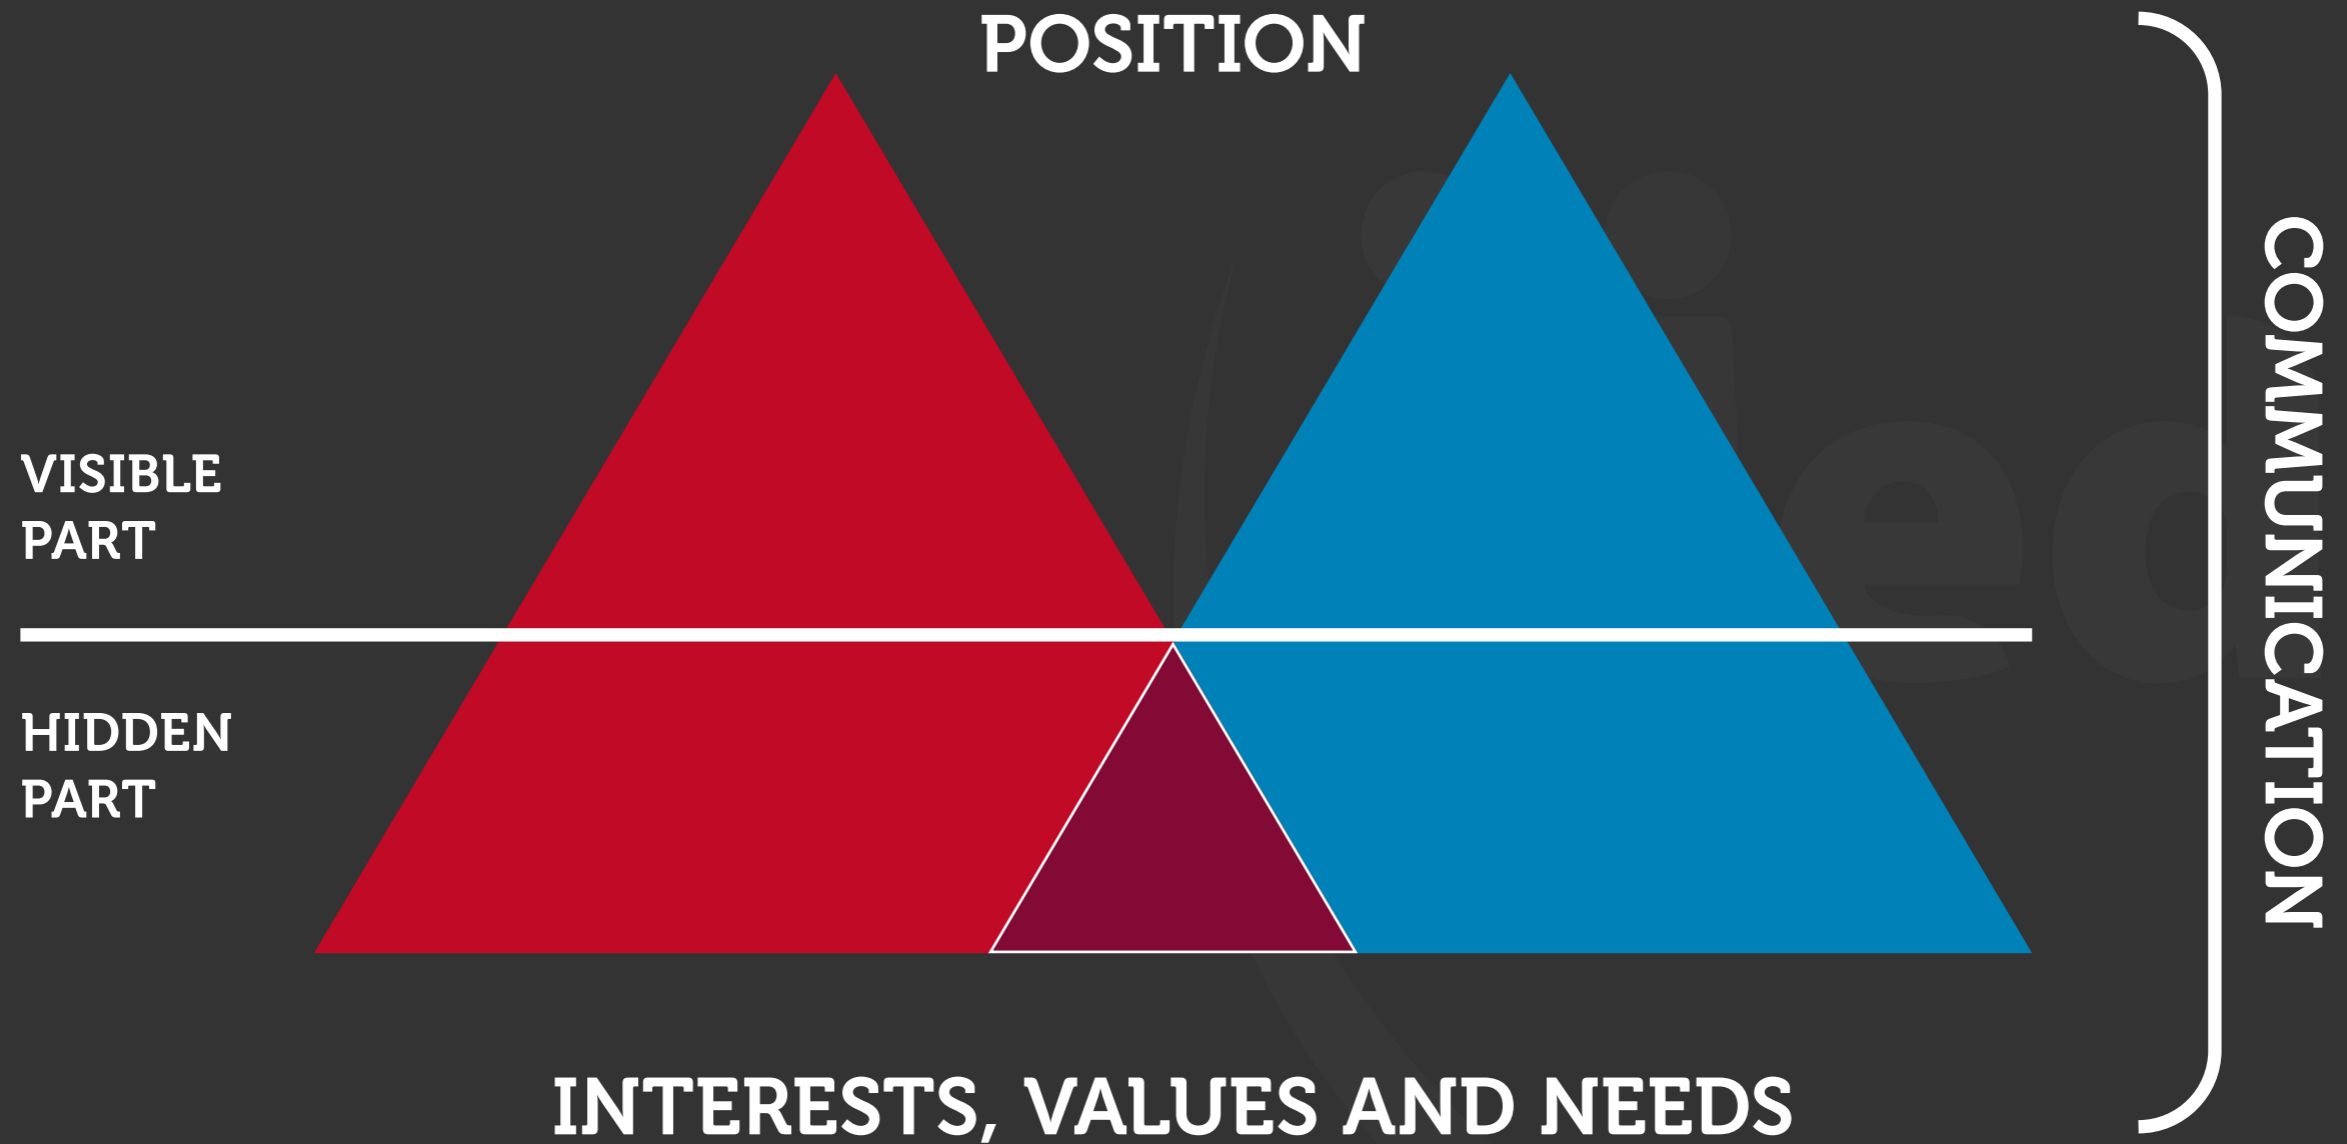 POSITION
VISIBLE
PART
HIDDEN
PART
COMMUNICATION
INTERESTS, VALUES AND NEEDS